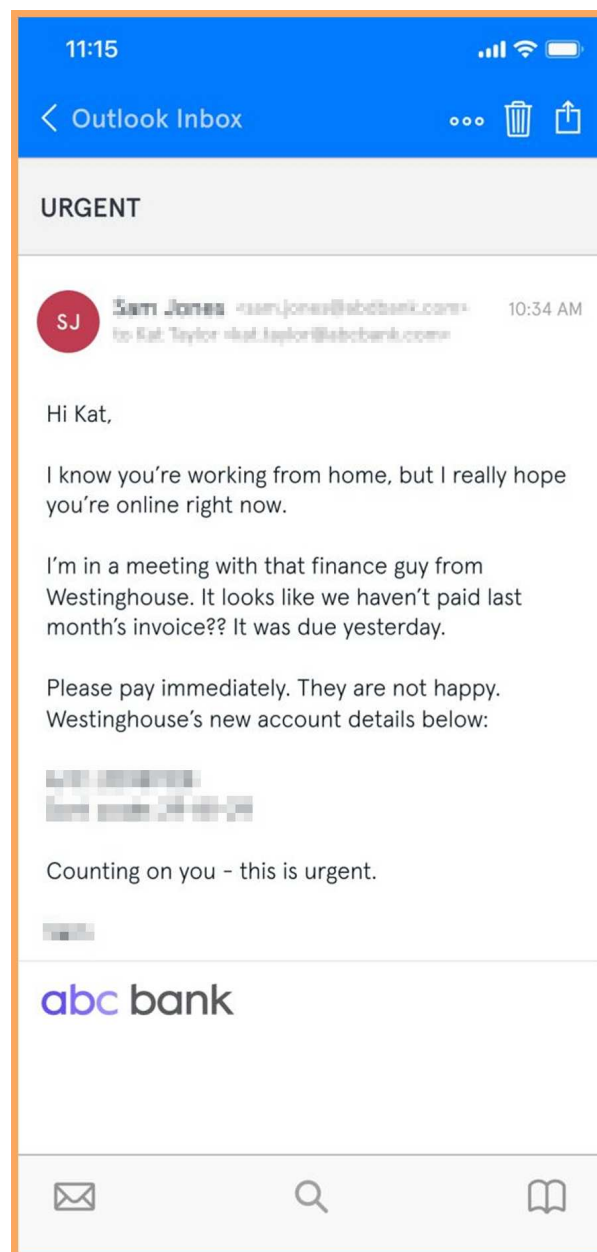 11:15
Outlook Inbox
URGENT
SJ
10:34 AM
Hi Kat,
I know you’re working from home, but I really hope
you’re online right now.
I’m in a meeting with that finance guy from
Westinghouse. It looks like we haven’t paid last
month’s invoice?? It was due yesterday.
Please pay immediately. They are not happy.
Westinghouse’s new account details below:
Counting on you - this is urgent.
abc bank